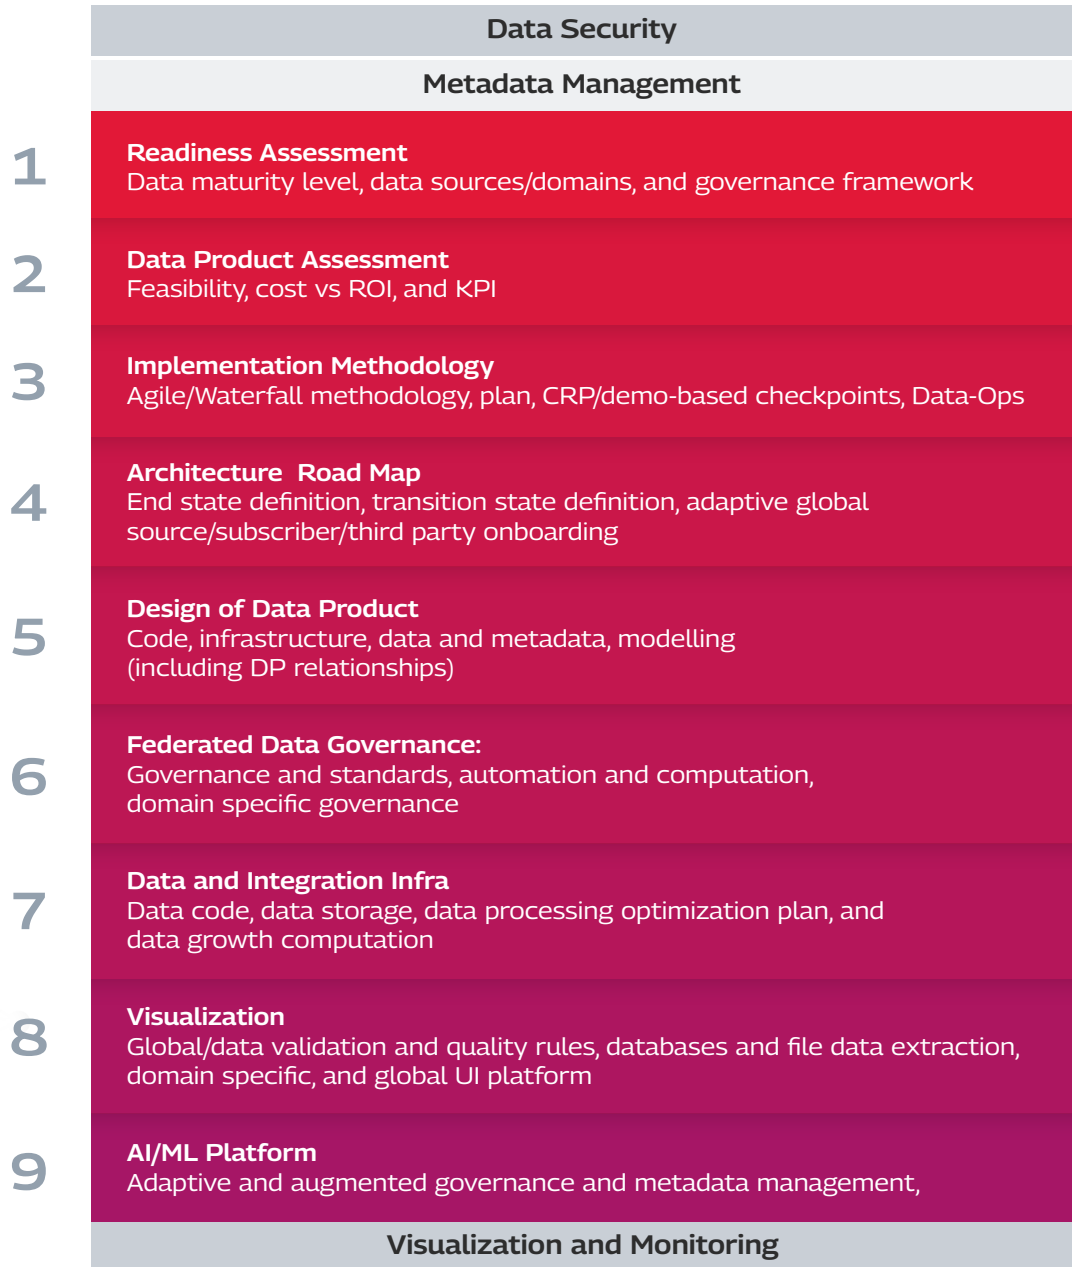 Data Security
Metadata Management
1
Readiness Assessment
Data maturity level, data sources/domains, and governance framework
2
Data Product Assessment
Feasibility, cost vs ROI, and KPI
3
Implementation Methodology
Agile/Waterfall methodology, plan, CRP/demo-based checkpoints, Data-Ops
4
Architecture  Road Map
End state definition, transition state definition, adaptive global
source/subscriber/third party onboarding
5
Design of Data Product
Code, infrastructure, data and metadata, modelling
(including DP relationships)
6
Federated Data Governance:
Governance and standards, automation and computation,
domain specific governance
7
Data and Integration Infra
Data code, data storage, data processing optimization plan, and
data growth computation
8
Visualization
Global/data validation and quality rules, databases and file data extraction,
domain specific, and global UI platform
9
AI/ML Platform
Adaptive and augmented governance and metadata management,
Visualization and Monitoring